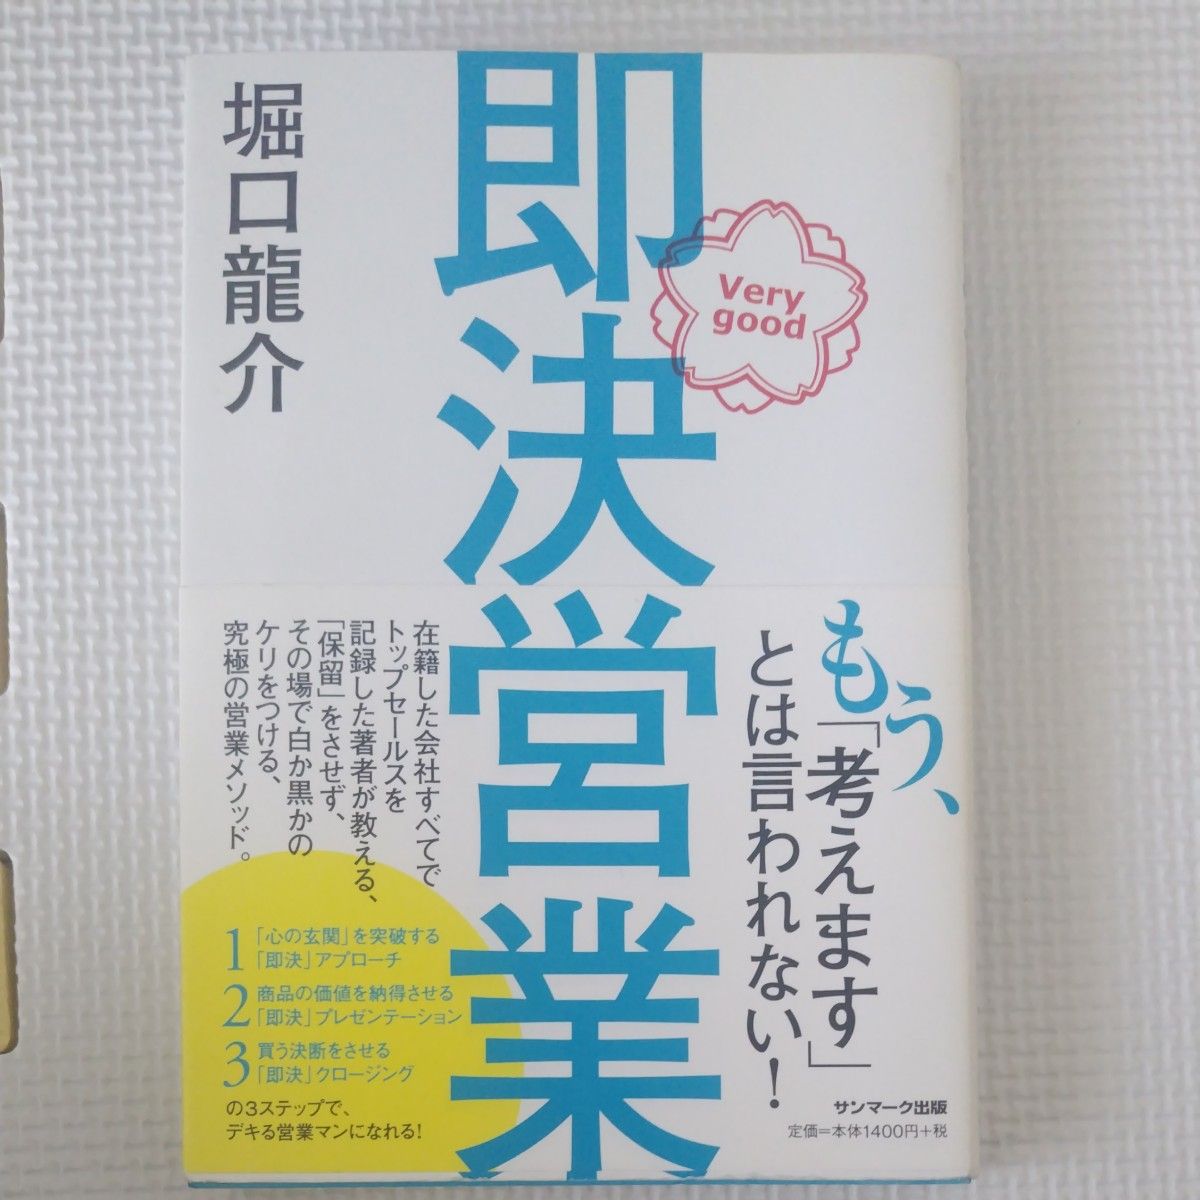 即決営業
堀口龍介
Very
good
もう、
「考えます」
とは言われない!
在籍した会社すべてで
トップセールスを
記録した著者が教える、
「保留」をさせず、
その場で白か黒かの
ケリをつける、
究極の営業メソッド。
1 「心の玄関」を突破する
「即決」アプローチ
2 商品の価値を納得させる
「即決」プレゼンテーション
3 買う決断をさせる
「即決」クロージング
の3ステップで、
デキる営業マンになれる!
サンマーク出版
定価=本体1400円+税